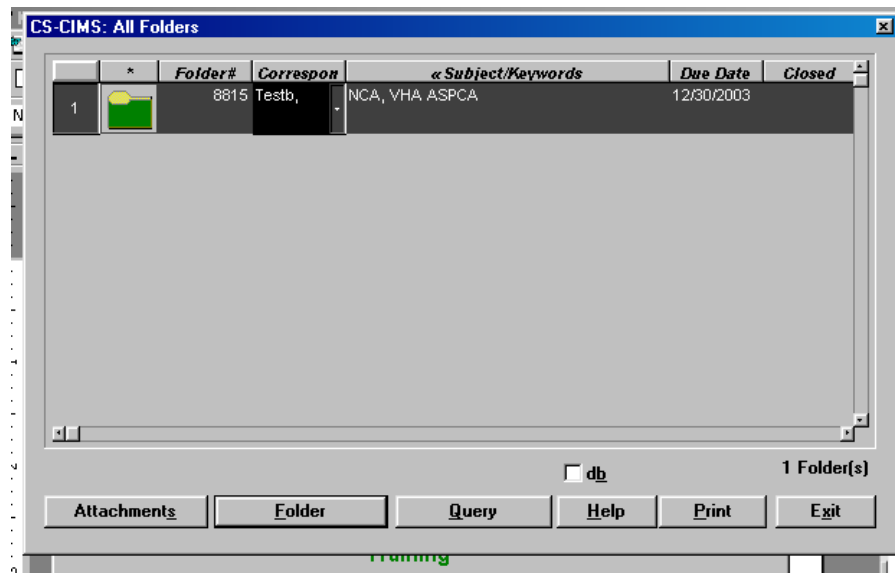 CS-CIMS: All Folders
* Folder# Correspon « Subject/Keywords Due Date Closed
1 8815 Testb, NCA, VHA ASPCA 12/30/2003
db 1 Folder(s)
Attachments Folder Query Help Print Exit
Training